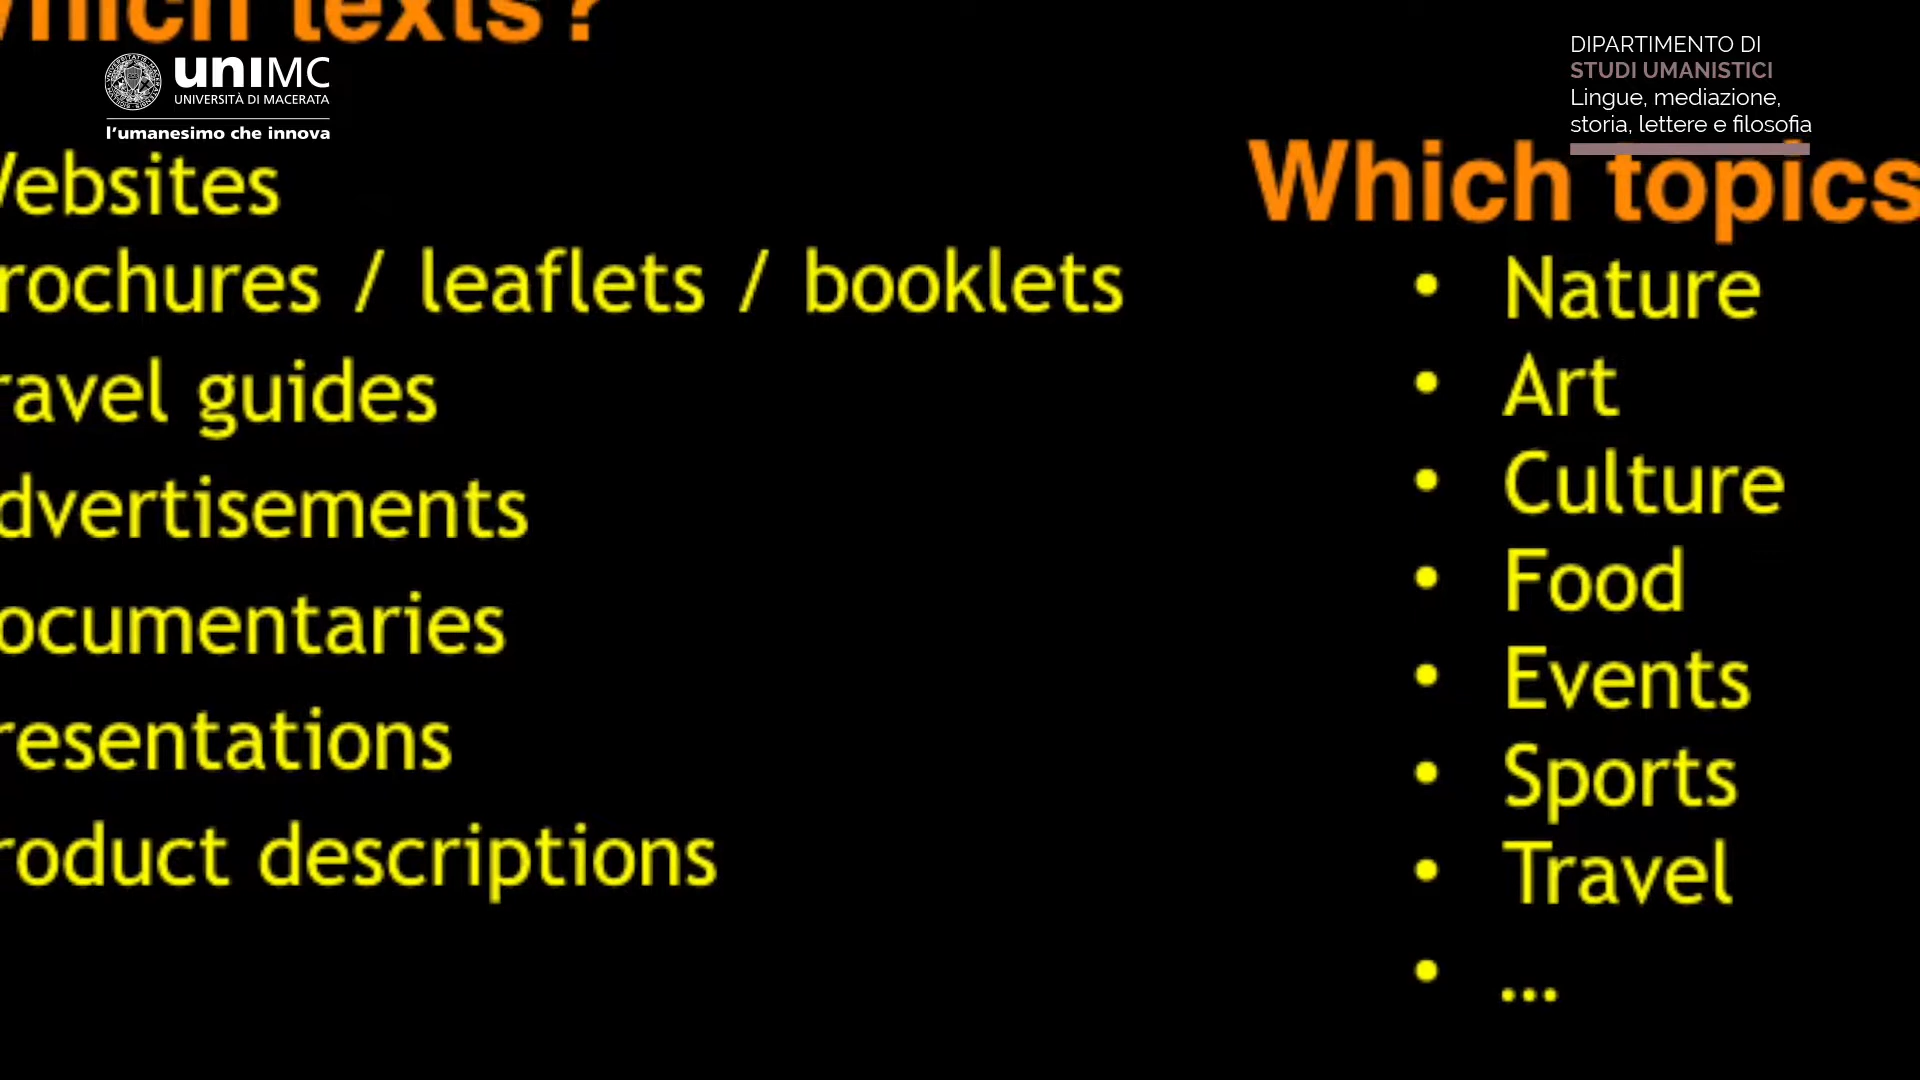 hich texts?
unIMC
UNIVERSITÀ DI MACERATA
l'umanesimo che innova
ebsites
rochures / leaflets / booklets
ravel guides
dvertisements
ocumentaries
resentations
roduct descriptions
DIPARTIMENTO DI
STUDI UMANISTICI
Lingue, mediazione,
storia, lettere e filosofia
Which topics
• Nature
• Art
• Culture
• Food
• Events
• Sports
• Travel
• ...